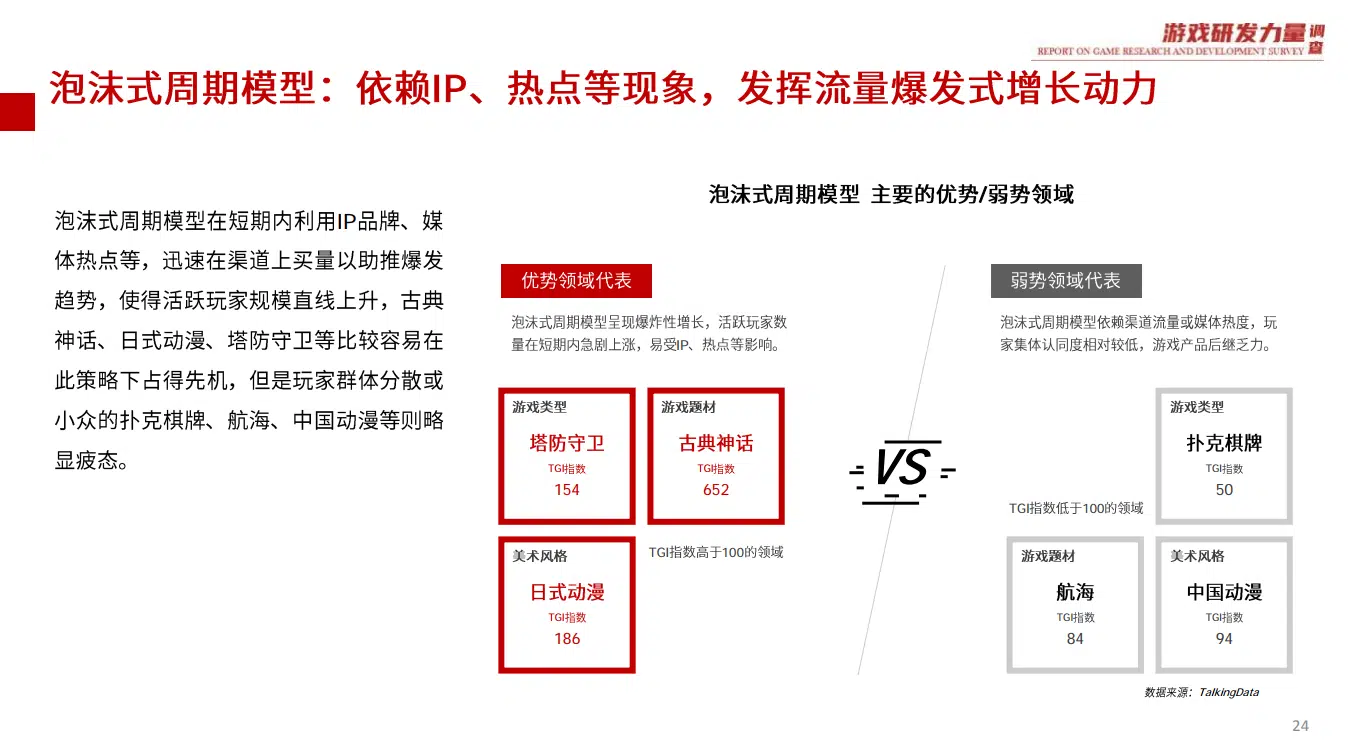 游戏研发力量调查
REPORT ON GAME RESEARCH AND DEVELOPMENT SURVEY
泡沫式周期模型：依赖IP、热点等现象，发挥流量爆发式增长动力
泡沫式周期模型在短期内利用IP品牌、媒
体热点等，迅速在渠道上买量以助推爆发
趋势，使得活跃玩家规模直线上升，古典
神话、日式动漫、塔防守卫等比较容易在
此策略下占得先机，但是玩家群体分散或
小众的扑克棋牌、航海、中国动漫等则略
显疲态。
泡沫式周期模型 主要的优势/弱势领域
优势领域代表
泡沫式周期模型呈现爆炸性增长，活跃玩家数
量在短期内急剧上涨，易受IP、热点等影响。
游戏类型
塔防守卫
TGI指数
154
游戏题材
古典神话
TGI指数
652
美术风格
日式动漫
TGI指数
186
TGI指数高于100的领域
VS
弱势领域代表
泡沫式周期模型依赖渠道流量或媒体热度，玩
家集体认同度相对较低，游戏产品后继乏力。
游戏类型
扑克棋牌
TGI指数
50
TGI指数低于100的领域
游戏题材
航海
TGI指数
84
美术风格
中国动漫
TGI指数
94
数据来源：TalkingData
24